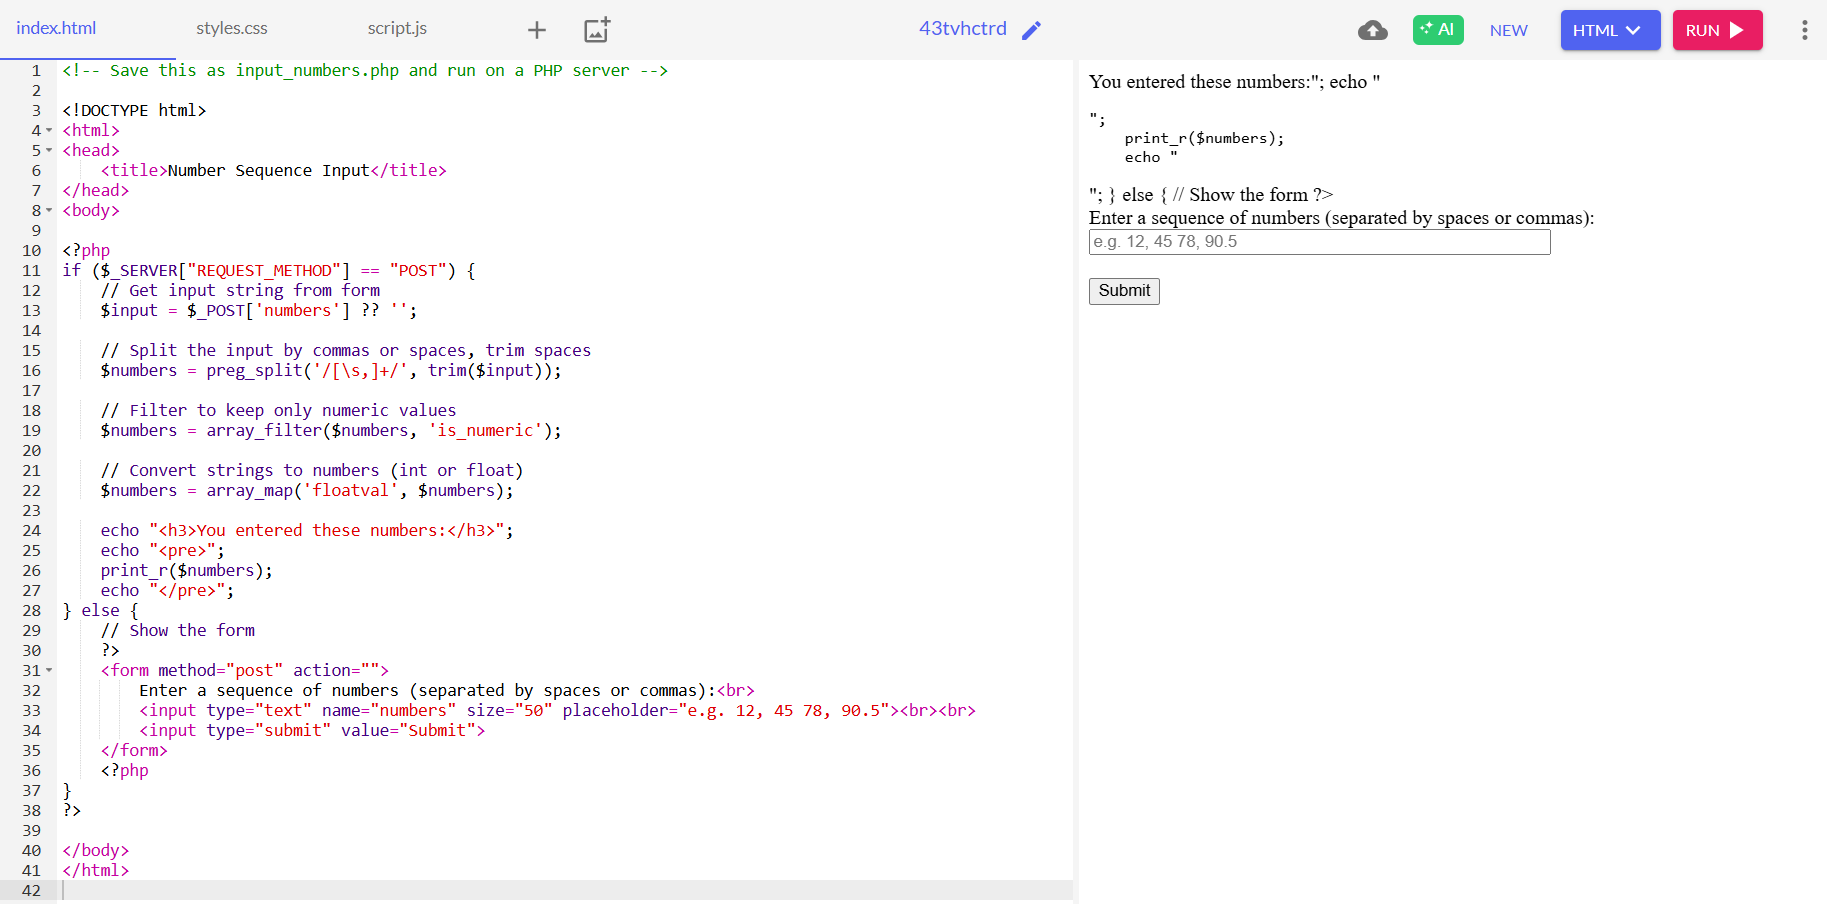 index.html styles.css script.js 43tvhctrd AI NEW HTML RUN
1 <!-- Save this as input_numbers.php and run on a PHP server -->
2
3 <!DOCTYPE html>
4 <html>
5 <head>
6     <title>Number Sequence Input</title>
7 </head>
8 <body>
9
10 <?php
11 if ($_SERVER["REQUEST_METHOD"] == "POST") {
12     // Get input string from form
13     $input = $_POST['numbers'] ?? '';
14
15     // Split the input by commas or spaces, trim spaces
16     $numbers = preg_split('/[\s,]+/', trim($input));
17
18     // Filter to keep only numeric values
19     $numbers = array_filter($numbers, 'is_numeric');
20
21     // Convert strings to numbers (int or float)
22     $numbers = array_map('floatval', $numbers);
23
24     echo "<h3>You entered these numbers:</h3>";
25     echo "<pre>";
26     print_r($numbers);
27     echo "</pre>";
28 } else {
29     // Show the form
30     ?>
31     <form method="post" action="">
32         Enter a sequence of numbers (separated by spaces or commas):<br>
33         <input type="text" name="numbers" size="50" placeholder="e.g. 12, 45 78, 90.5"><br><br>
34         <input type="submit" value="Submit">
35     </form>
36     <?php
37 }
38 ?>
39
40 </body>
41 </html>
42
You entered these numbers:"; echo "
";
    print_r($numbers);
    echo "
"; } else { // Show the form ?>
Enter a sequence of numbers (separated by spaces or commas):
e.g. 12, 45 78, 90.5
Submit